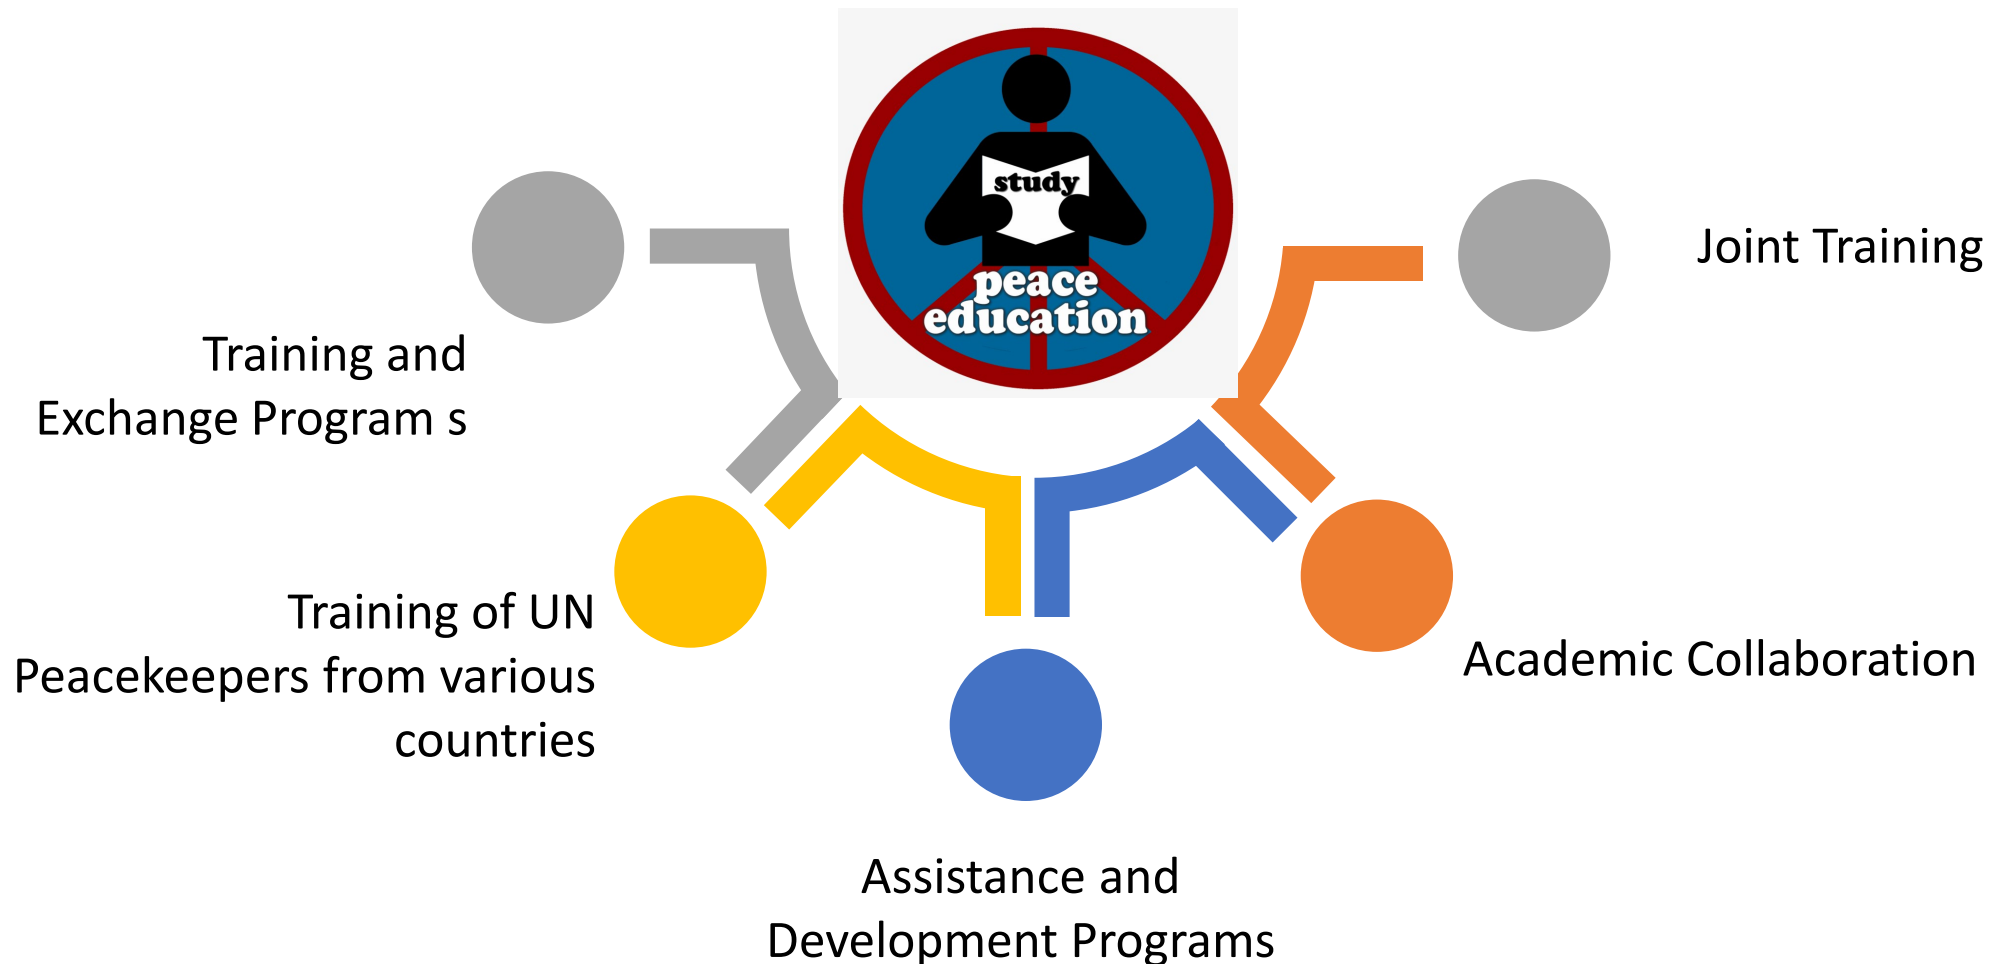 study
peace
education
Joint Training
Training and
Exchange Program s
Training of UN
Peacekeepers from various
countries
Academic Collaboration
Assistance and
Development Programs